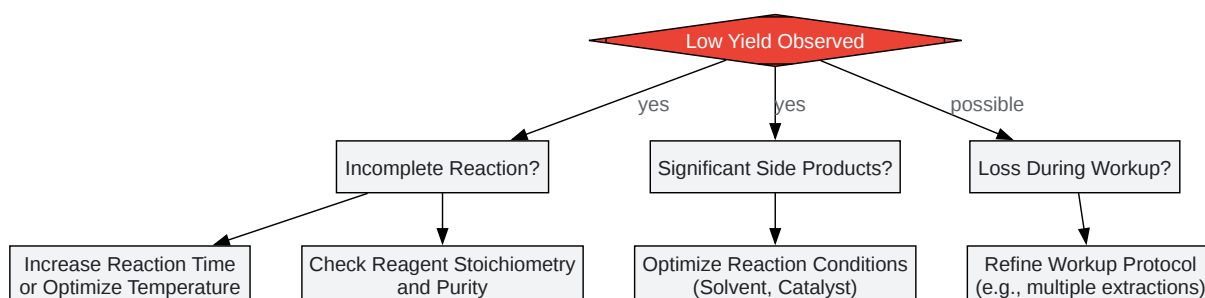 Low Yield Observed
yes
yes
possible
Incomplete Reaction?
Significant Side Products?
Loss During Workup?
Increase Reaction Time
or Optimize Temperature
Check Reagent Stoichiometry
and Purity
Optimize Reaction Conditions
(Solvent, Catalyst)
Refine Workup Protocol
(e.g., multiple extractions)